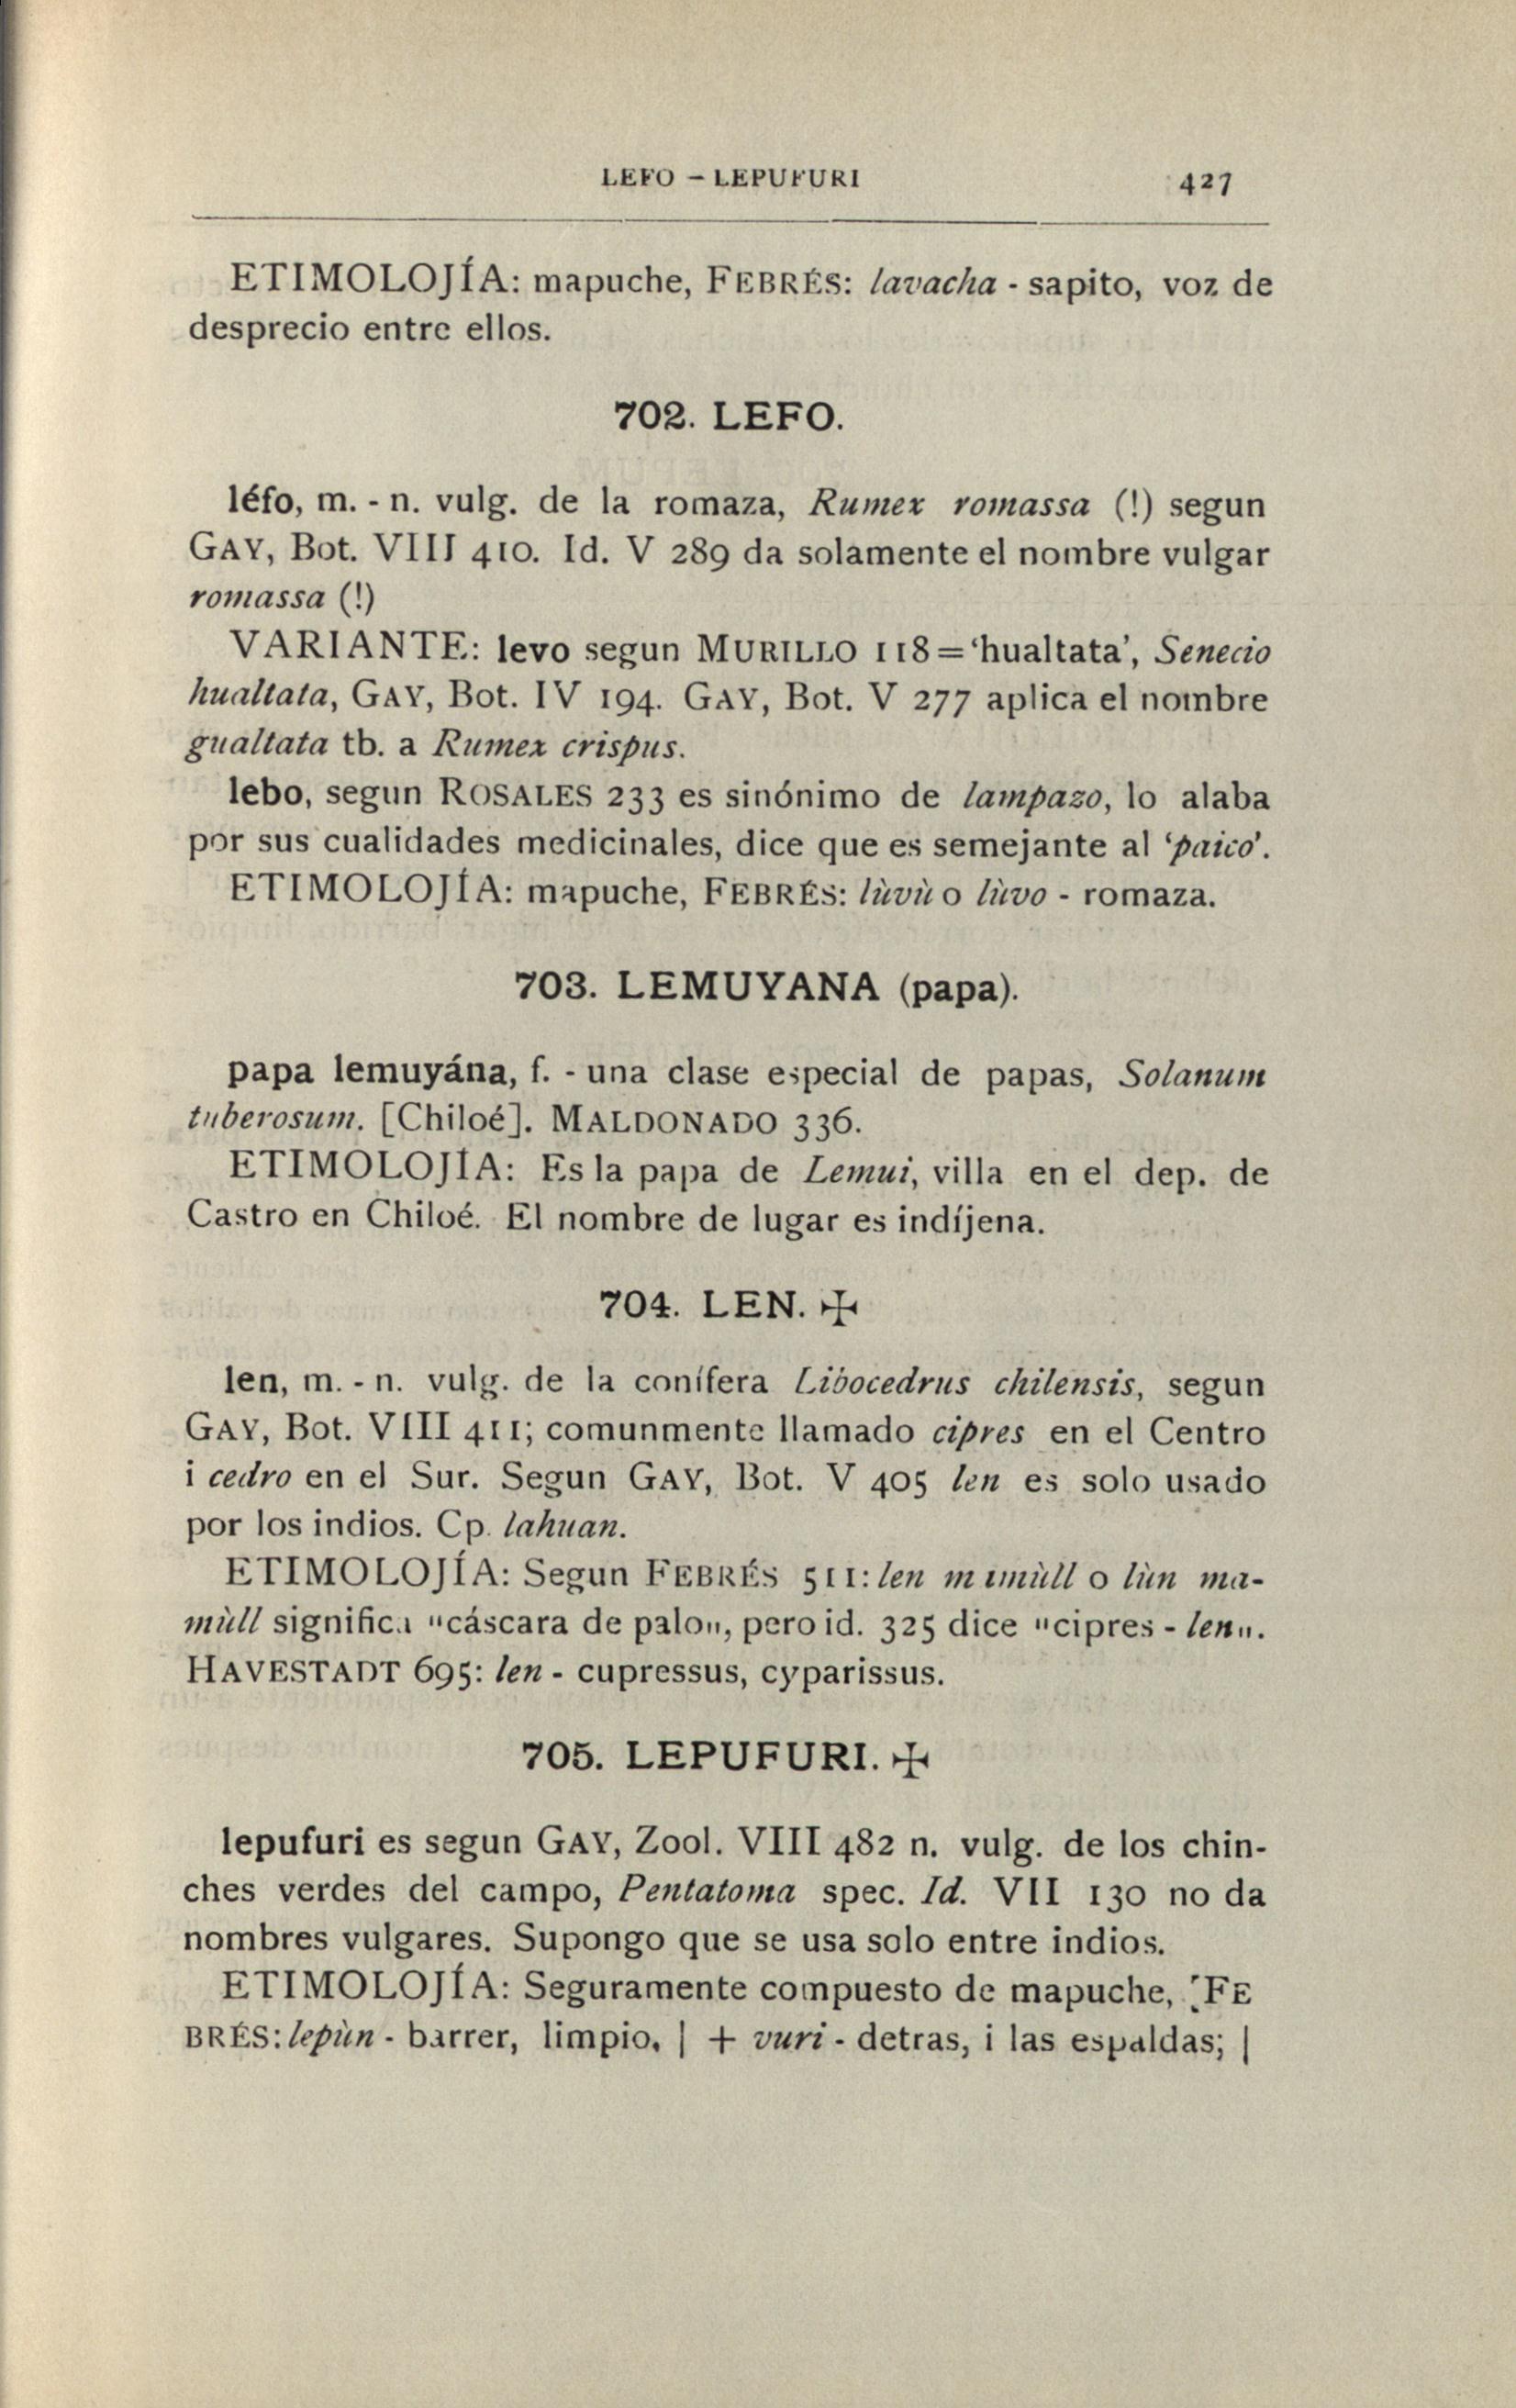 LEFO — LEPUFURI 427
ETIMOLOJÍA: mapuche, FEBRÉS: lavacha - sapito, voz de
desprecio entre ellos.
702. LEFO.
léfo, m. - n. vulg. de la romaza, Rumex romassa (!) segun
GAY, Bot. VIII 410. Id. V 289 da solamente el nombre vulgar
romassa (!)
VARIANTE: levo segun MURILLO 118 = 'hualtata', Senecio
hualtata, GAY, Bot. IV 194. GAY, Bot. V 277 aplica el nombre
gualtata tb. a Rumex crispus.
lebo, segun ROSALES 233 es sinónimo de lampazo, lo alaba
por sus cualidades medicinales, dice que es semejante al 'paico'.
ETIMOLOJÍA: mapuche, FEBRÉS: lùvù o lùvo - romaza.
703. LEMUYANA (papa).
papa lemuyána, f. - una clase especial de papas, Solanum
tuberosum. [Chiloé]. MALDONADO 336.
ETIMOLOJÍA: Es la papa de Lemui, villa en el dep. de
Castro en Chiloé. El nombre de lugar es indíjena.
704. LEN. ✠
len, m. - n. vulg. de la conífera Libocedrus chilensis, segun
GAY, Bot. VIII 411; comunmente llamado cipres en el Centro
i cedro en el Sur. Segun GAY, Bot. V 405 len es solo usado
por los indios. Cp. lahuan.
ETIMOLOJÍA: Segun FEBRÉS 511: len mamùll o lùn ma-
mùll significa "cáscara de palo", pero id. 325 dice "cipres - len".
HAVESTADT 695: len - cupressus, cyparissus.
705. LEPUFURI. ✠
lepufuri es segun GAY, Zool. VIII 482 n. vulg. de los chin-
ches verdes del campo, Pentatoma spec. Id. VII 130 no da
nombres vulgares. Supongo que se usa solo entre indios.
ETIMOLOJÍA: Seguramente compuesto de mapuche, FE
BRÉS: lepùn - barrer, limpio, | + vuri - detras, i las espaldas; |